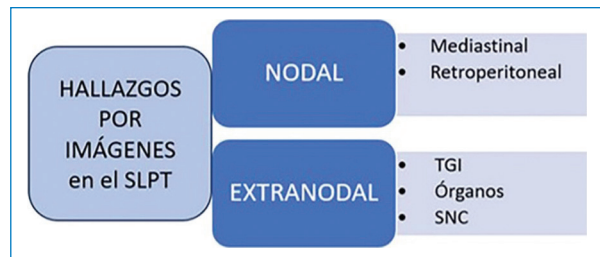 HALLAZGOS
POR
IMÁGENES
en el SLPT
NODAL
• Mediastinal
• Retroperitoneal
EXTRANODAL
• TGI
• Órganos
• SNC